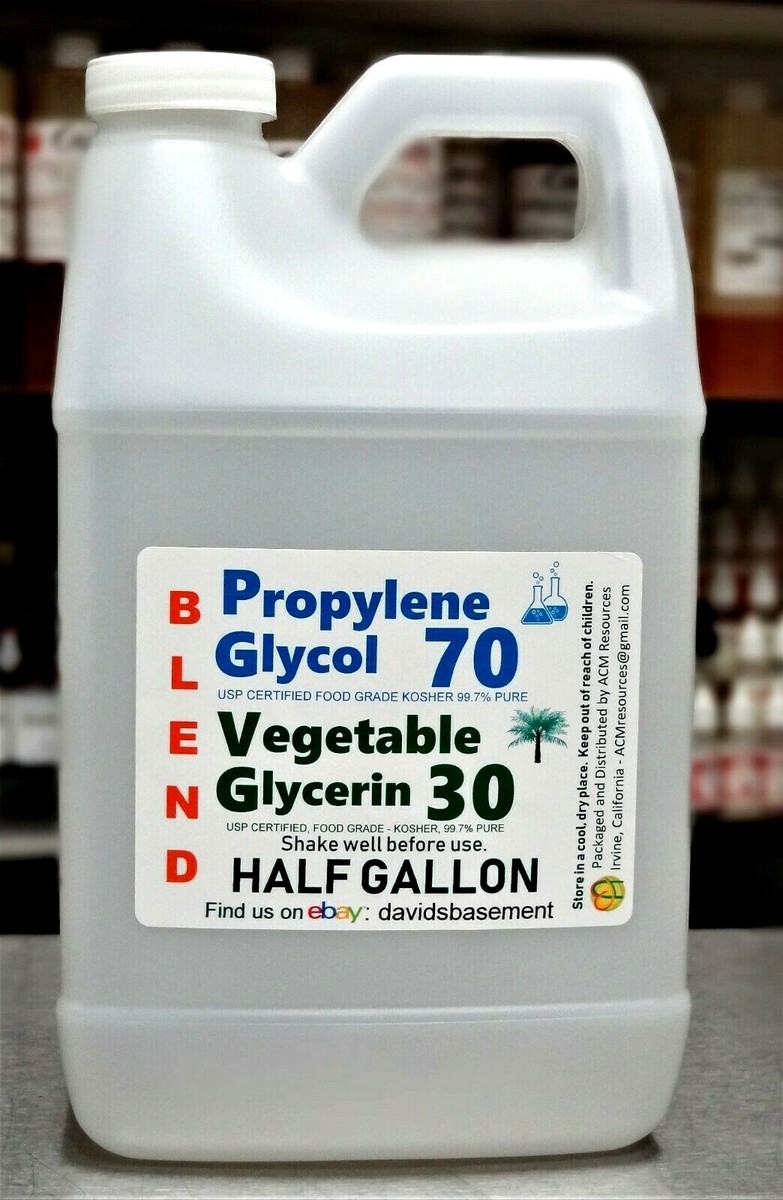 BLEND
Propylene
Glycol 70
USP CERTIFIED FOOD GRADE KOSHER 99.7% PURE
Vegetable
Glycerin 30
USP CERTIFIED, FOOD GRADE - KOSHER, 99.7% PURE
Shake well before use.
HALF GALLON
Find us on ebay: davidsbasement
Store in a cool, dry place. Keep out of reach of children.
Packaged and Distributed by ACM Resources
Irvine, California - ACMresources@gmail.com